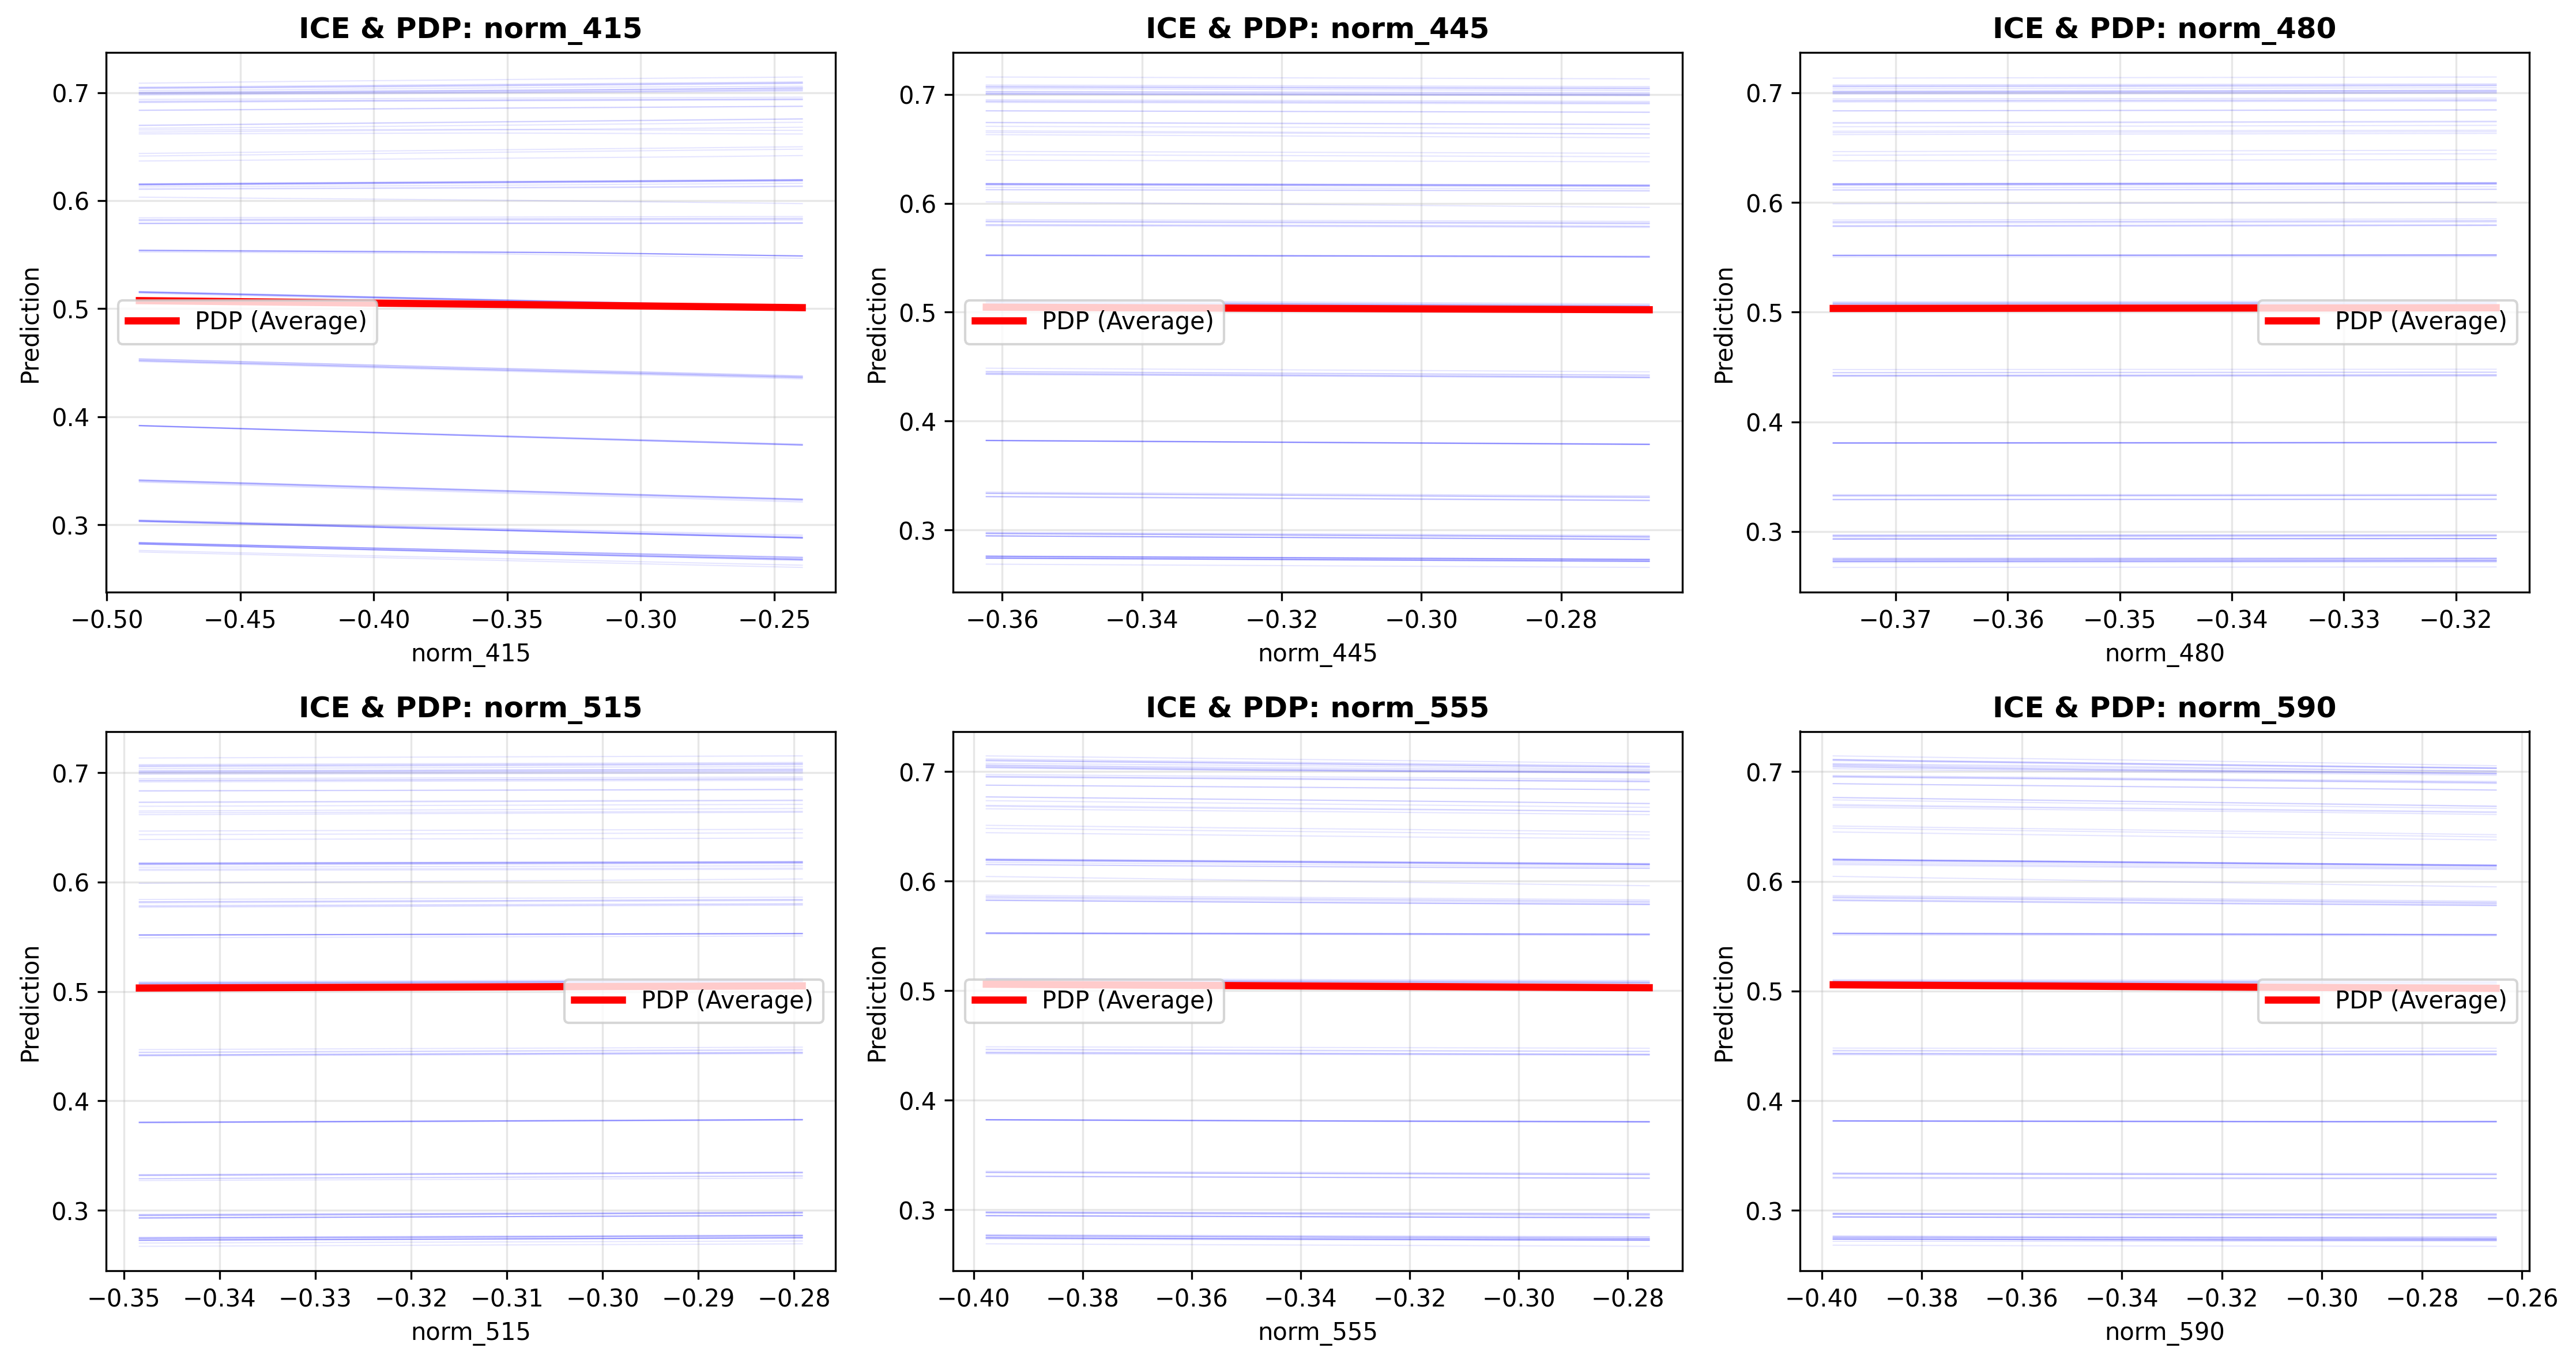 ICE & PDP: norm_415
Prediction
0.7
0.6
0.5
0.4
0.3
PDP (Average)
−0.50 −0.45 −0.40 −0.35 −0.30 −0.25
norm_415
ICE & PDP: norm_445
Prediction
0.7
0.6
0.5
0.4
0.3
PDP (Average)
−0.36 −0.34 −0.32 −0.30 −0.28
norm_445
ICE & PDP: norm_480
Prediction
0.7
0.6
0.5
0.4
0.3
PDP (Average)
−0.37 −0.36 −0.35 −0.34 −0.33 −0.32
norm_480
ICE & PDP: norm_515
Prediction
0.7
0.6
0.5
0.4
0.3
PDP (Average)
−0.35 −0.34 −0.33 −0.32 −0.31 −0.30 −0.29 −0.28
norm_515
ICE & PDP: norm_555
Prediction
0.7
0.6
0.5
0.4
0.3
PDP (Average)
−0.40 −0.38 −0.36 −0.34 −0.32 −0.30 −0.28
norm_555
ICE & PDP: norm_590
Prediction
0.7
0.6
0.5
0.4
0.3
PDP (Average)
−0.40 −0.38 −0.36 −0.34 −0.32 −0.30 −0.28 −0.26
norm_590